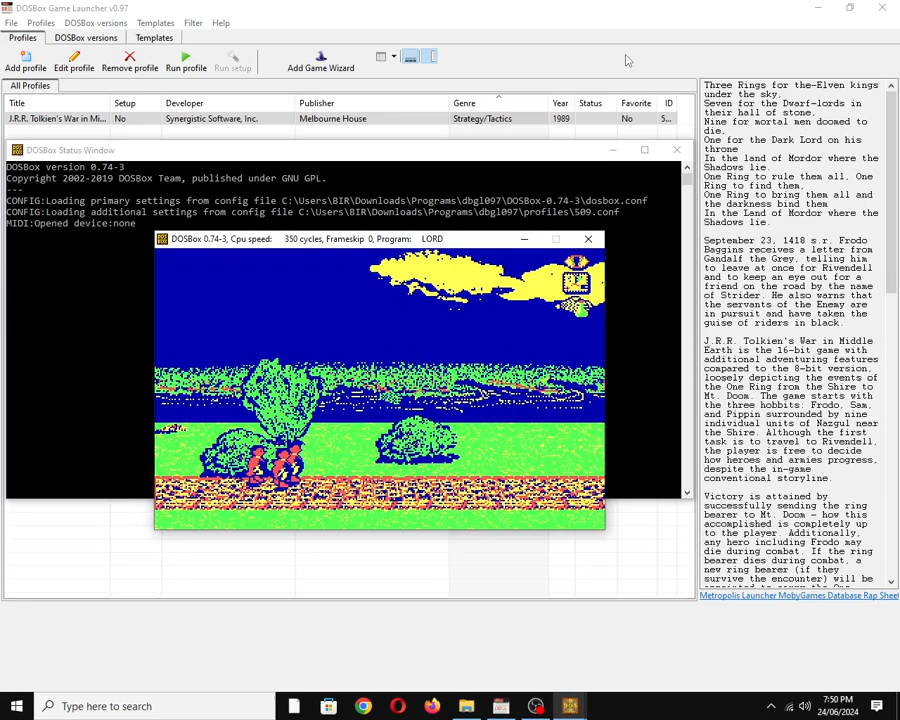 DOSBox Game Launcher v0.97
File Profiles DOSBox versions Templates Filter Help
Profiles DOSBox versions Templates
Add profile Edit profile Remove profile Run profile Run setup Add Game Wizard
All Profiles
Title Setup Developer Publisher Genre Year Status Favorite ID
J.R.R. Tolkien's War in Mi... No Synergistic Software, Inc. Melbourne House Strategy/Tactics 1989 No 5...
DOSBox Status Window
DOSBox version 0.74-3
Copyright 2002-2019 DOSBox Team, published under GNU GPL.
---
CONFIG:Loading primary settings from config file C:\Users\BIR\Downloads\Programs\dbgl097\DOSBox-0.74-3\dosbox.conf
CONFIG:Loading additional settings from config file C:\Users\BIR\Downloads\Programs\dbgl097\profiles\509.conf
MIDI:Opened device:none
DOSBox 0.74-3, Cpu speed: 350 cycles, Frameskip 0, Program: LORD
Three Rings for the-Elven kings
under the sky,
Seven for the Dwarf-lords in
their hall of stone,
Nine for mortal men doomed to
die.
One for the Dark Lord on his
throne
In the land of Mordor where the
Shadows lie.
One Ring to rule them all, One
Ring to find them,
One Ring to bring them all and
the darkness bind them
In the Land of Mordor where the
Shadows lie.
September 23, 1418 s.r. Frodo
Baggins receives a letter from
Gandalf the Grey, telling him
to leave at once for Rivendell
and to keep an eye out for a
friend on the road by the name
of Strider. He also warns that
the servants of the Enemy are
in pursuit and have taken the
guise of riders in black.
J.R.R. Tolkien's War in Middle
Earth is the 16-bit game with
additional adventuring features
compared to the 8-bit version,
loosely depicting the events of
the One Ring from the Shire to
Mt. Doom. The game starts with
the three hobbits: Frodo, Sam,
and Pippin surrounded by nine
individual units of Nazgul near
the Shire. Although the first
task is to travel to Rivendell,
the player is free to decide
how heroes and armies progress,
despite the in-game
conventional storyline.
Victory is attained by
successfully sending the ring
bearer to Mt. Doom - how this
accomplished is completely up
to the player. Additionally,
any hero including Frodo may
die during combat. If the ring
bearer dies during combat, a
new ring bearer (if they
survive the encounter) will be
Metropolis Launcher MobyGames Database Rap Sheet
Type here to search
7:50 PM
24/06/2024